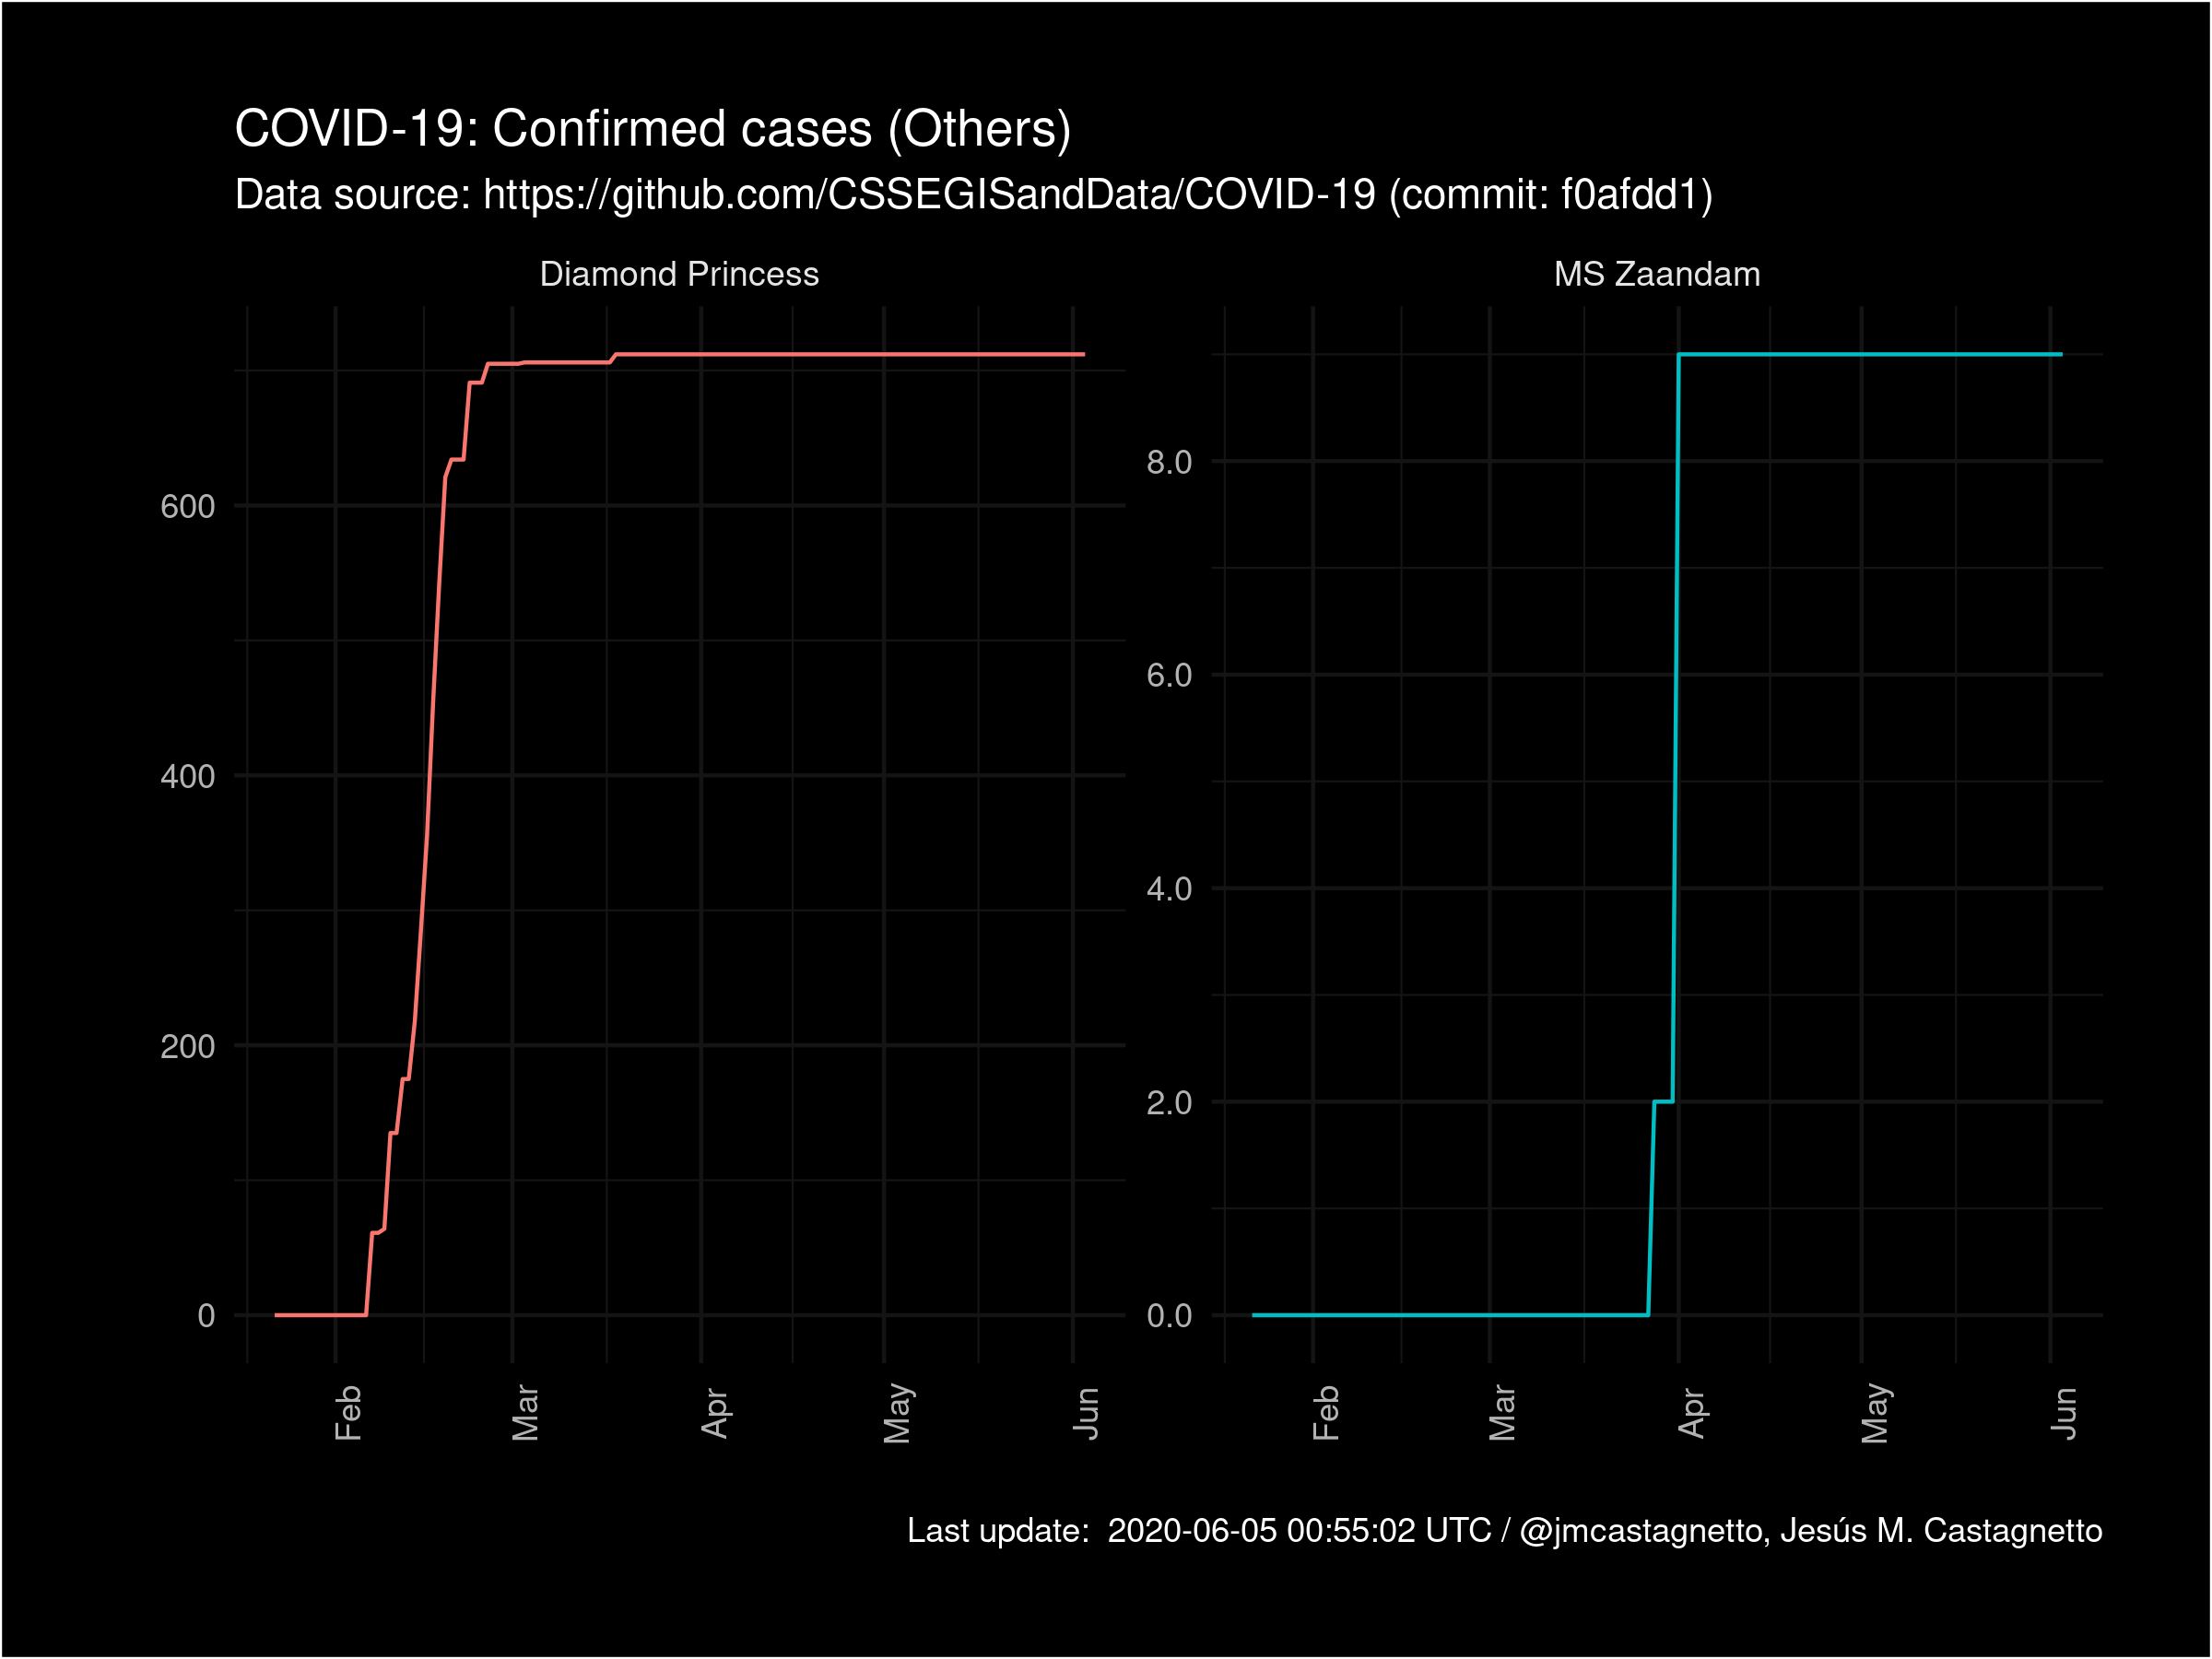 COVID-19: Confirmed cases (Others)
Data source: https://github.com/CSSEGISandData/COVID-19 (commit: f0afdd1)
Diamond Princess
600
400
200
0
Feb
Mar
Apr
May
Jun
MS Zaandam
8.0
6.0
4.0
2.0
0.0
Feb
Mar
Apr
May
Jun
Last update:  2020-06-05 00:55:02 UTC / @jmcastagnetto, Jesús M. Castagnetto